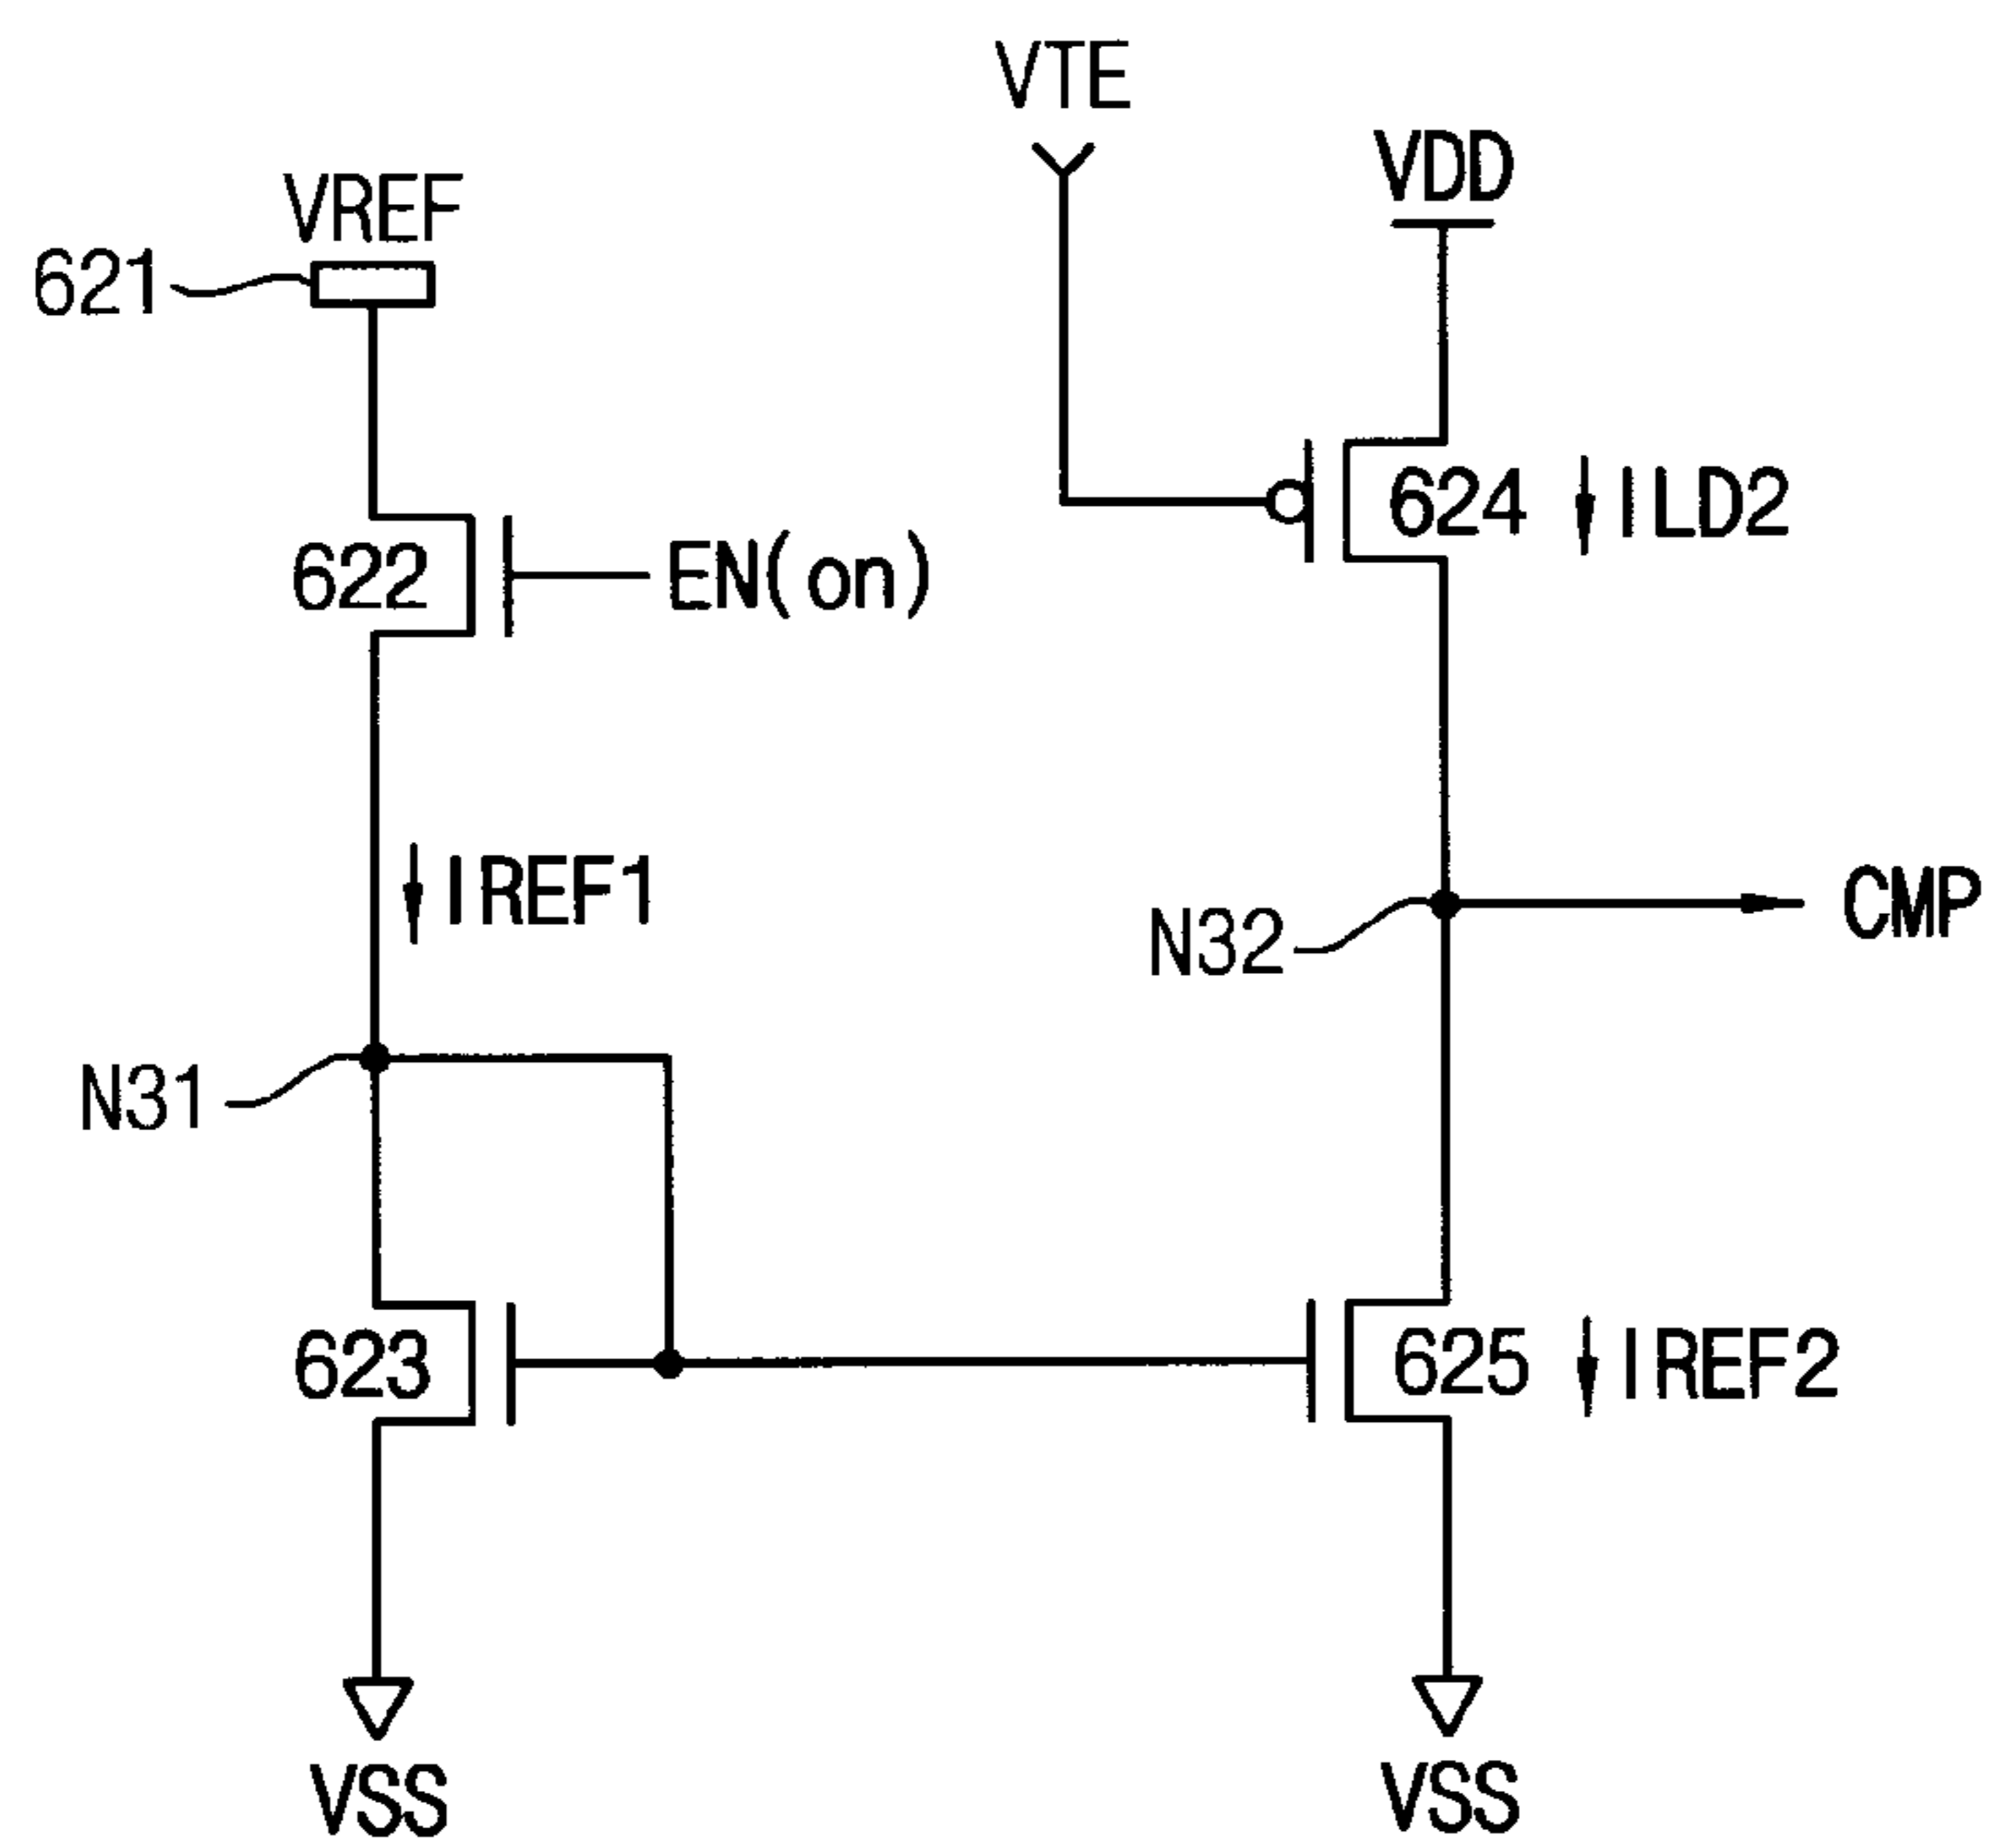 VTE
VDD
VREF
621
624
ILD2
622
EN(on)
IREF1
CMP
N32
N31
623
625
IREF2
VSS
VSS